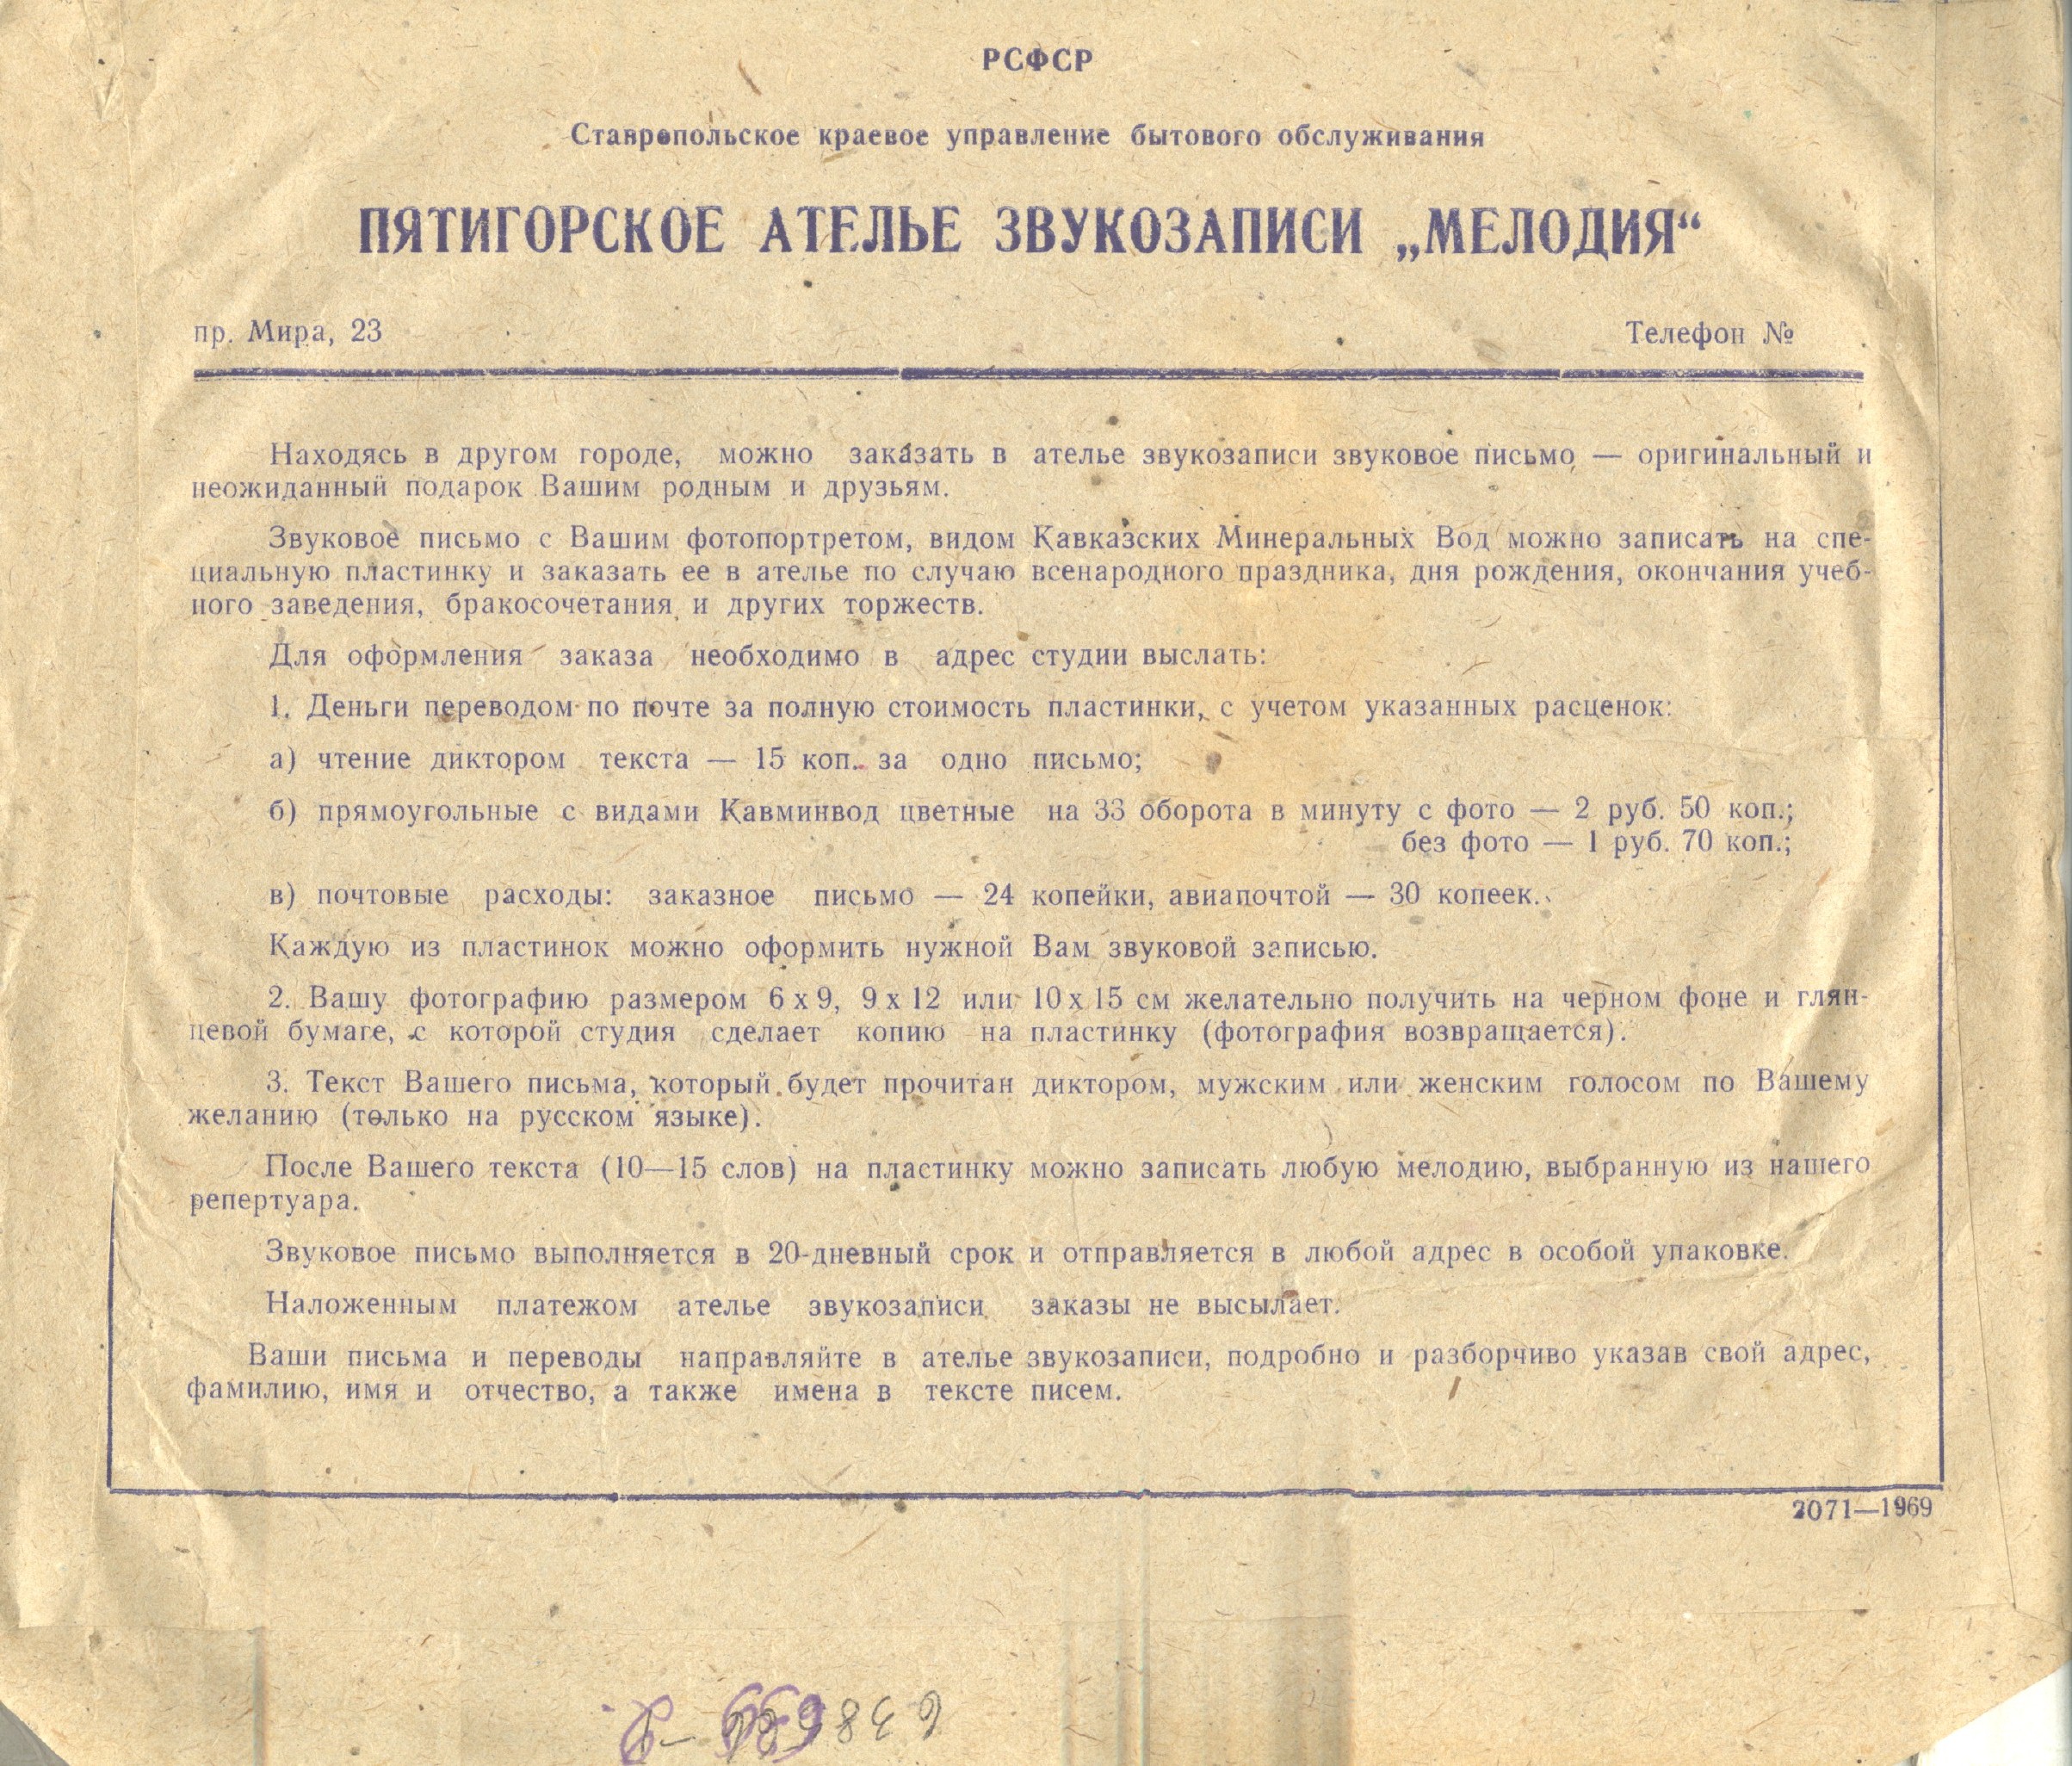 РСФСР
Ставропольское краевое управление бытового обслуживания
ПЯТИГОРСКОЕ АТЕЛЬЕ ЗВУКОЗАПИСИ „МЕЛОДИЯ“
пр. Мира, 23 Телефон №
Находясь в другом городе, можно заказать в ателье звукозаписи звуковое письмо — оригинальный и
неожиданный подарок Вашим родным и друзьям.
Звуковое письмо с Вашим фотопортретом, видом Кавказских Минеральных Вод можно записать на спе-
циальную пластинку и заказать ее в ателье по случаю всенародного праздника, дня рождения, окончания учеб-
ного заведения, бракосочетания и других торжеств.
Для оформления заказа необходимо в адрес студии выслать:
1. Деньги переводом по почте за полную стоимость пластинки, с учетом указанных расценок:
а) чтение диктором текста — 15 коп. за одно письмо;
б) прямоугольные с видами Кавминвод цветные на 33 оборота в минуту с фото — 2 руб. 50 коп.;
без фото — 1 руб. 70 коп.;
в) почтовые расходы: заказное письмо — 24 копейки, авиапочтой — 30 копеек.
Каждую из пластинок можно оформить нужной Вам звуковой записью.
2. Вашу фотографию размером 6 х 9, 9 х 12 или 10 х 15 см желательно получить на черном фоне и глян-
цевой бумаге, с которой студия сделает копию на пластинку (фотография возвращается).
3. Текст Вашего письма, который будет прочитан диктором, мужским или женским голосом по Вашему
желанию (только на русском языке).
После Вашего текста (10—15 слов) на пластинку можно записать любую мелодию, выбранную из нашего
репертуара.
Звуковое письмо выполняется в 20-дневный срок и отправляется в любой адрес в особой упаковке.
Наложенным платежом ателье звукозаписи заказы не высылает.
Ваши письма и переводы направляйте в ателье звукозаписи, подробно и разборчиво указав свой адрес,
фамилию, имя и отчество, а также имена в тексте писем.
2071—1969